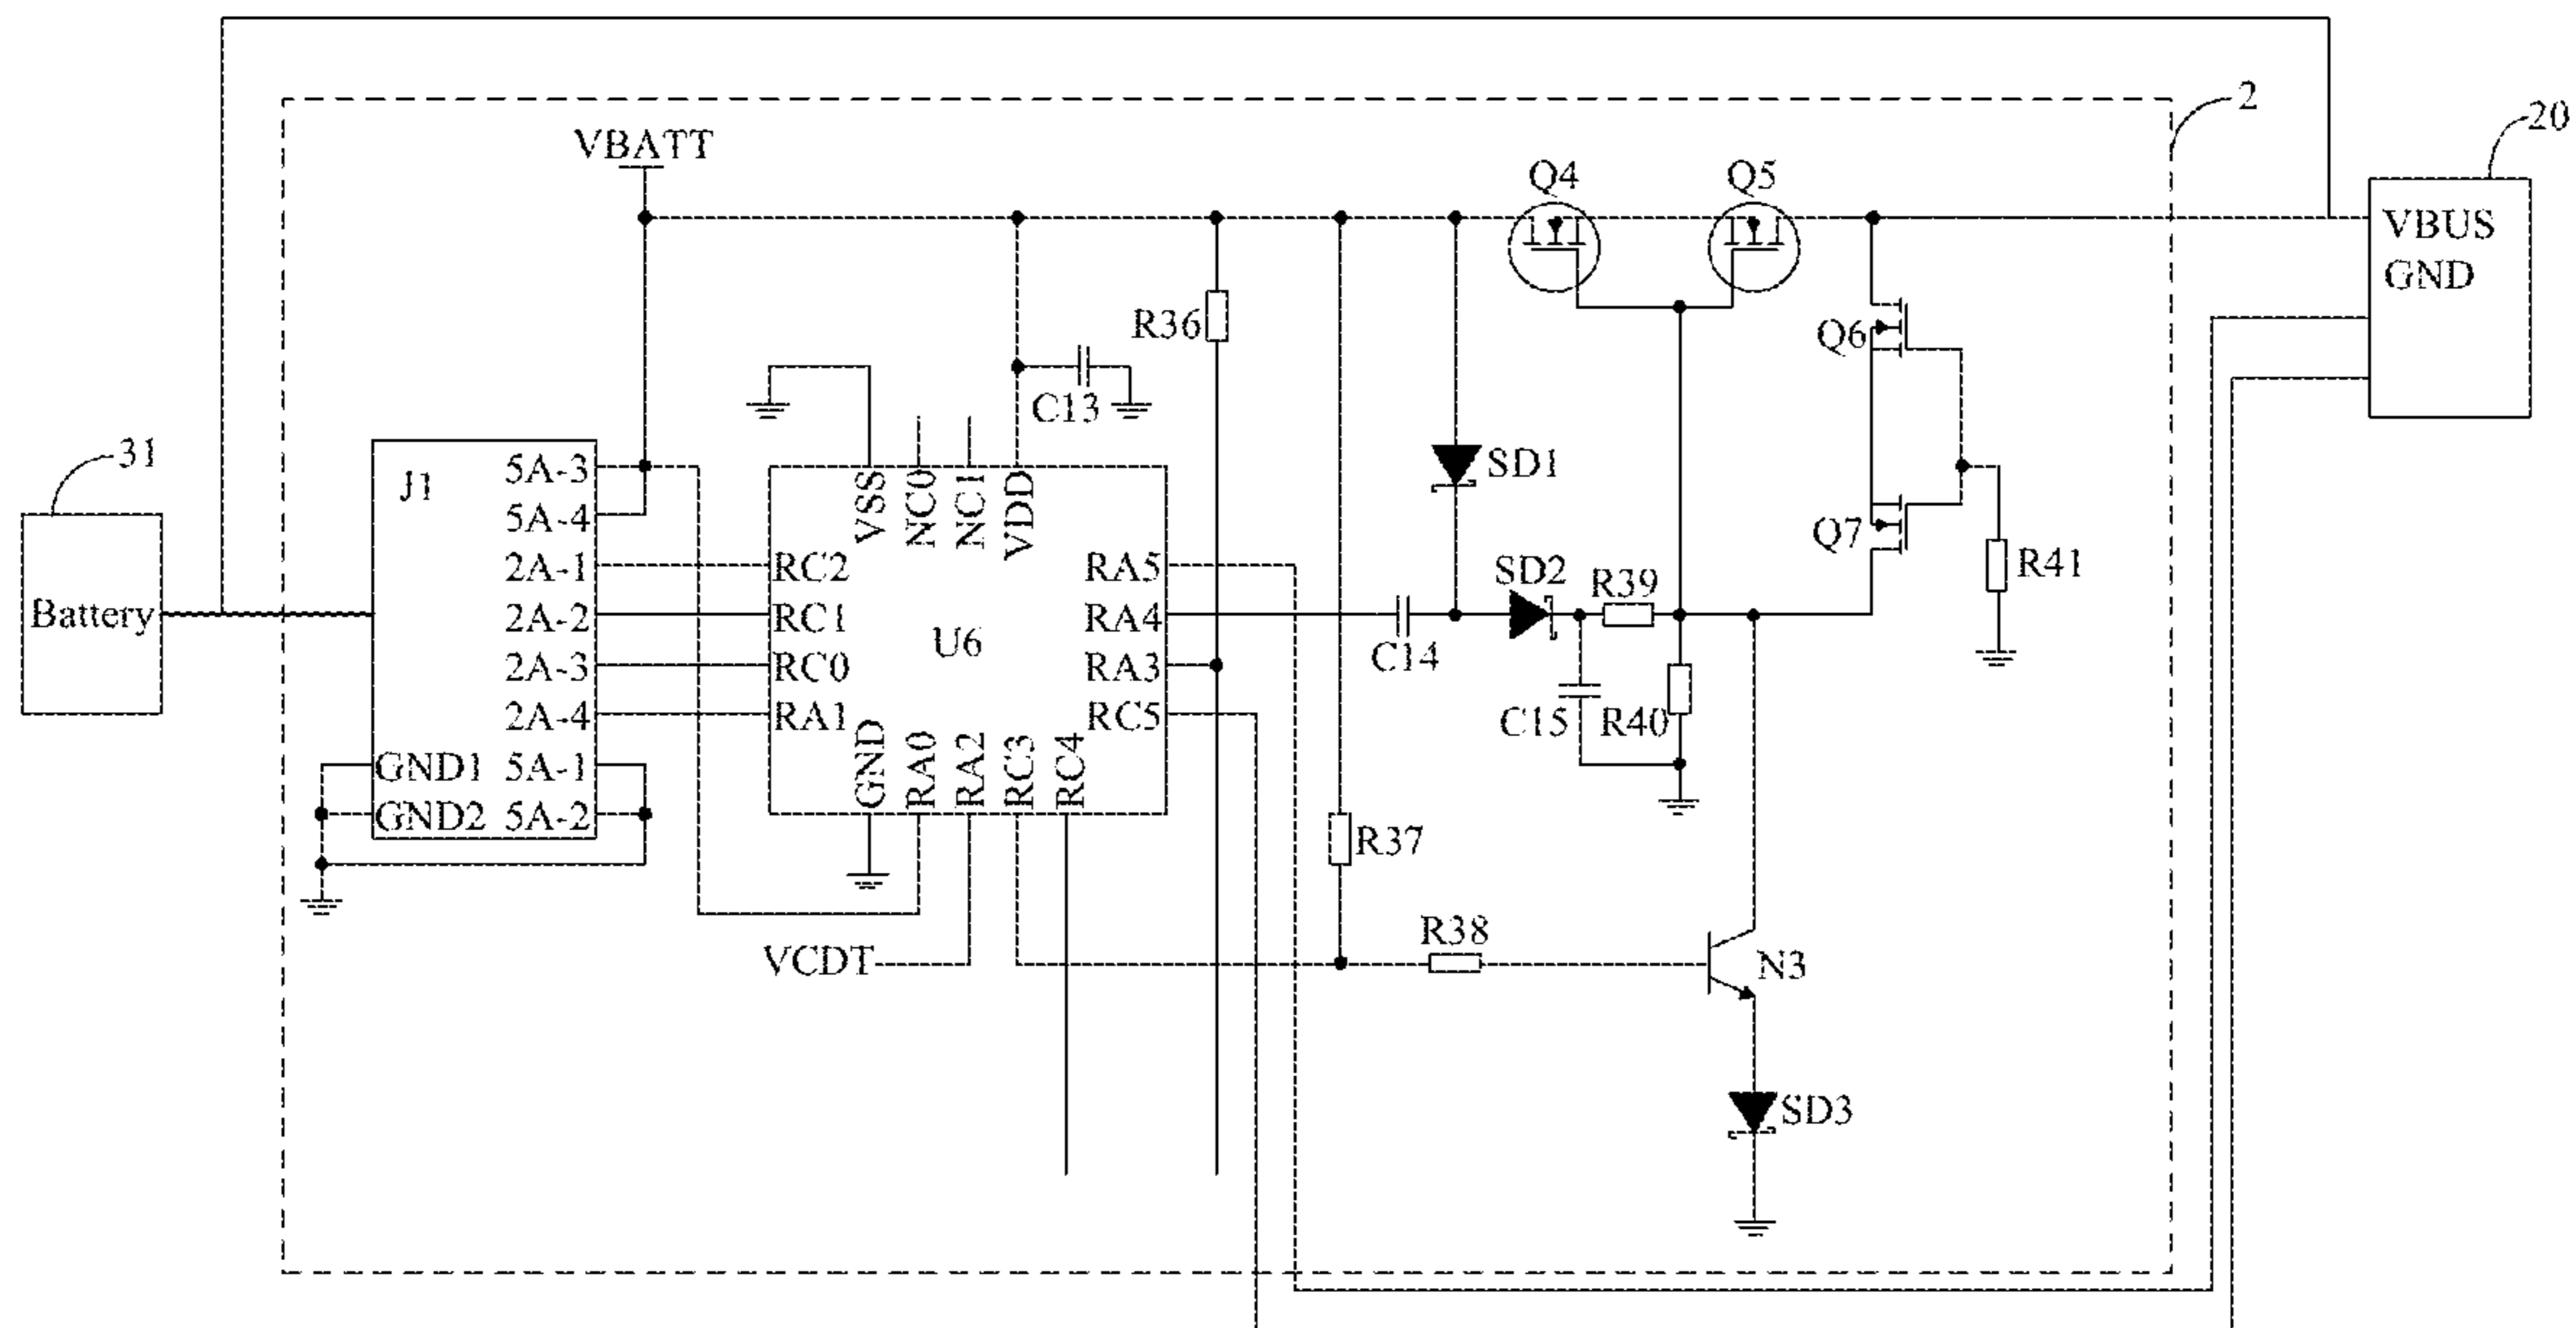 2
20
VBATT
Q4
Q5
VBUS
GND
R36
Q6
C13
31
J1
5A-3
5A-4
2A-1
2A-2
2A-3
2A-4
GND1
5A-1
GND2
5A-2
Battery
VSS
NC0
NC1
VDD
RC2
RC1
RC0
RA1
U6
RA5
RA4
RA3
RC5
GND
RA0
RA2
RC3
RC4
SD1
Q7
SD2
R39
R41
C14
C15
R40
R37
VCDT
R38
N3
SD3